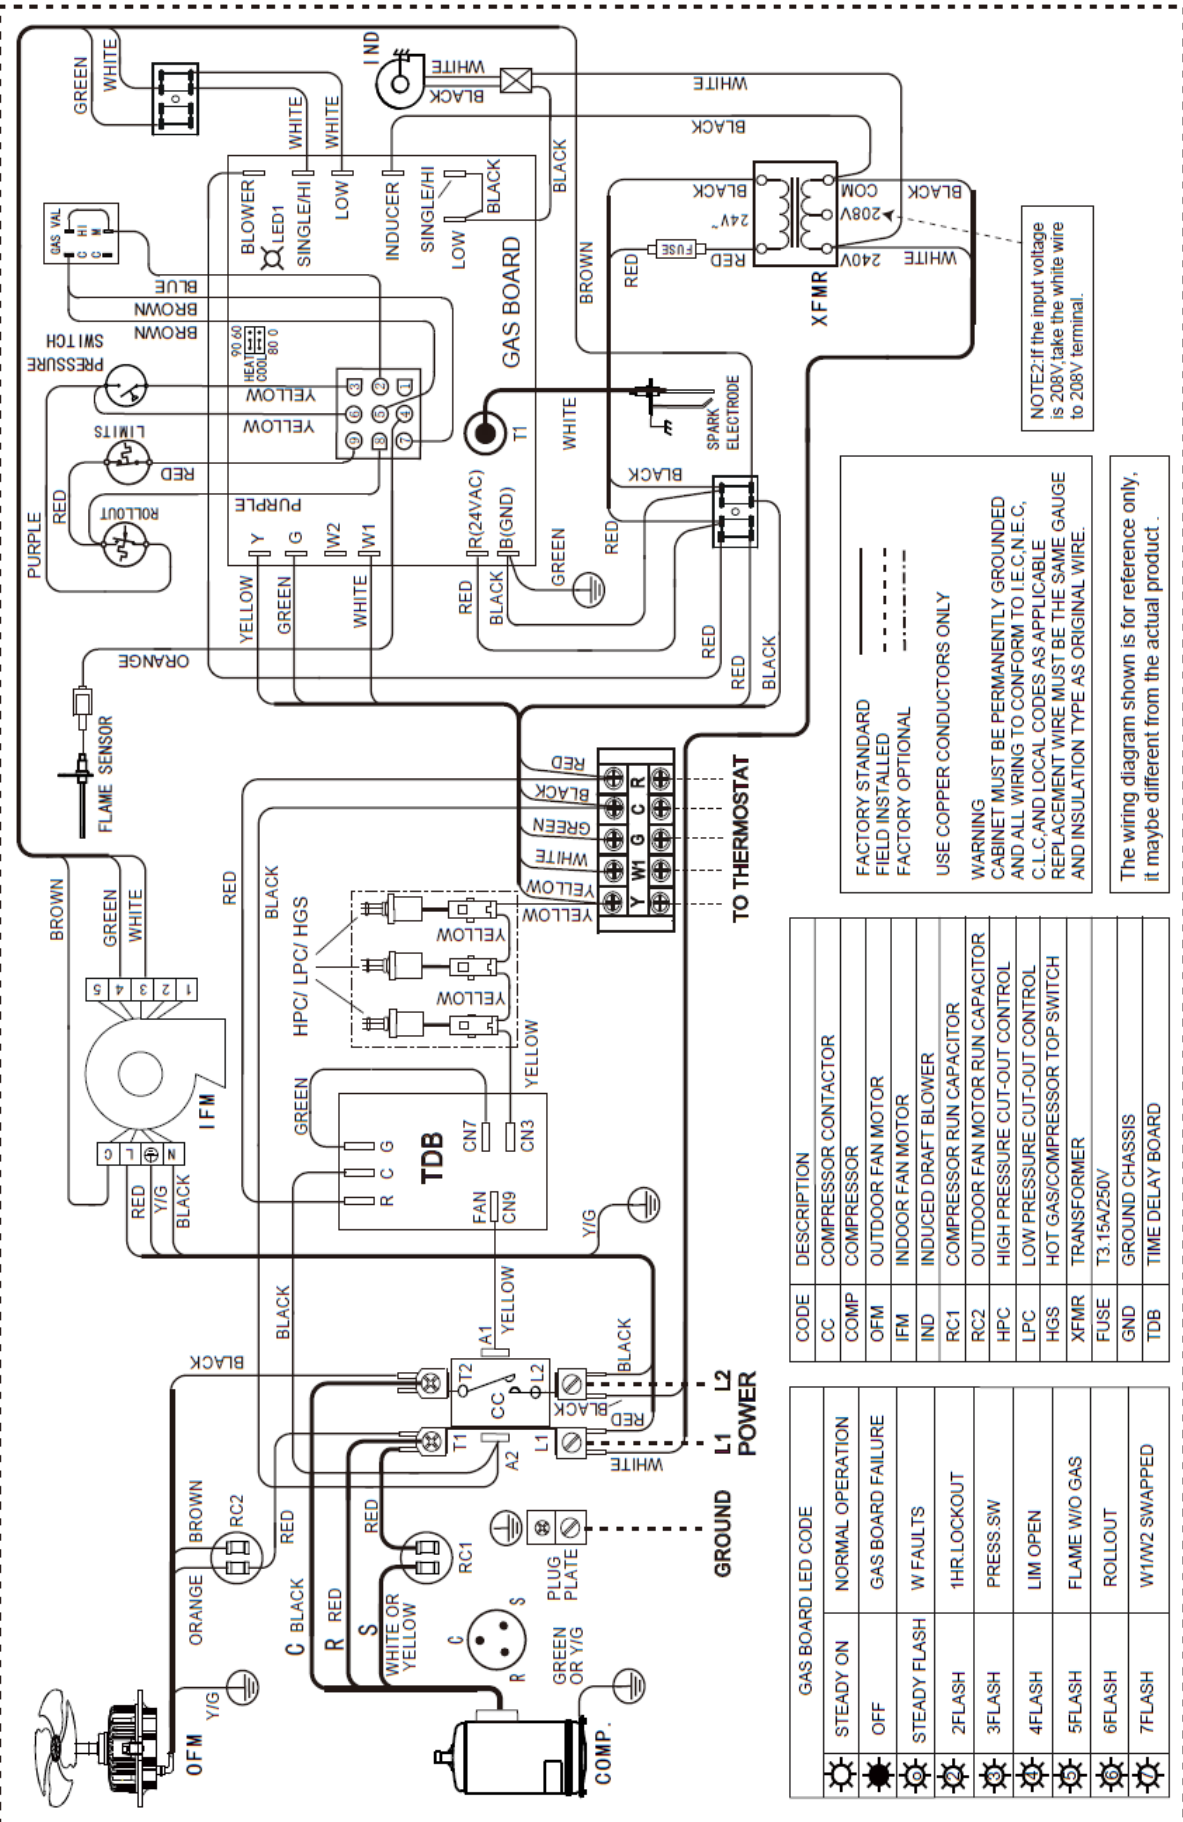 GREEN
WHITE
IND
WHITE
BLACK
WHITE
BLACK
WHITE
WHITE
BLACK
GAS VAL
HI
M
C
C
BLOWER
LED1
SINGLE/HI
LOW
INDUCER
SINGLE/HI
LOW
BLACK
GAS BOARD
BLUE
BROWN
BROWN
90 60
HEAT
COOL
80 0
PRESSURE
SWITCH
YELLOW
YELLOW
LIMITS
RED
RED
PURPLE
ROLLOUT
PURPLE
3
2
1
6
5
4
9
8
7
T1
WHITE
SPARK
ELECTRODE
BROWN
RED
FUSE
RED
BLACK
24V
~
COM
208V
240V
BLACK
WHITE
XFMR
NOTE2:If the input voltage
is 208V,take the white wire
to 208V terminal.
Y
G
W2
W1
R(24VAC)
B(GND)
YELLOW
GREEN
WHITE
RED
BLACK
GREEN
RED
BLACK
RED
RED
BLACK
ORANGE
FLAME SENSOR
BROWN
GREEN
WHITE
5
4
3
2
1
IFM
C
L
N
RED
Y/G
BLACK
RED
BLACK
HPC/ LPC/ HGS
YELLOW
YELLOW
YELLOW
RED
BLACK
GREEN
WHITE
YELLOW
YELLOW
R
C
G
W1
Y
TO THERMOSTAT
GREEN
G
C
R
TDB
CN7
CN3
FAN
CN9
Y/G
BLACK
YELLOW
A1
BLACK
T2
L2
CC
T1
L1
A2
BLACK
BLACK
RED
WHITE
L1
L2
POWER
GROUND
BROWN
RC2
ORANGE
RED
Y/G
OFM
C
BLACK
R
RED
S
RED
WHITE OR
YELLOW
RC1
C
S
R
PLUG
PLATE
GREEN
OR Y/G
COMP.
FACTORY STANDARD
FIELD INSTALLED
FACTORY OPTIONAL
USE COPPER CONDUCTORS ONLY
WARNING
CABINET MUST BE PERMANENTLY GROUNDED
AND ALL WIRING TO CONFORM TO I.E.C,N.E.C,
C.L.C,AND LOCAL CODES AS APPLICABLE
REPLACEMENT WIRE MUST BE THE SAME GAUGE
AND INSULATION TYPE AS ORIGINAL WIRE.
The wiring diagram shown is for reference only,
it maybe different from the actual product .
CODE DESCRIPTION
CC COMPRESSOR CONTACTOR
COMP COMPRESSOR
OFM OUTDOOR FAN MOTOR
IFM INDOOR FAN MOTOR
IND INDUCED DRAFT BLOWER
RC1 COMPRESSOR RUN CAPACITOR
RC2 OUTDOOR FAN MOTOR RUN CAPACITOR
HPC HIGH PRESSURE CUT-OUT CONTROL
LPC LOW PRESSURE CUT-OUT CONTROL
HGS HOT GAS/COMPRESSOR TOP SWITCH
XFMR TRANSFORMER
FUSE T3.15A/250V
GND GROUND CHASSIS
TDB TIME DELAY BOARD
GAS BOARD LED CODE
STEADY ON NORMAL OPERATION
OFF GAS BOARD FAILURE
STEADY FLASH W FAULTS
2 2FLASH 1HR.LOCKOUT
3 3FLASH PRESS.SW
4 4FLASH LIM OPEN
5 5FLASH FLAME W/O GAS
6 6FLASH ROLLOUT
7 7FLASH W1/W2 SWAPPED